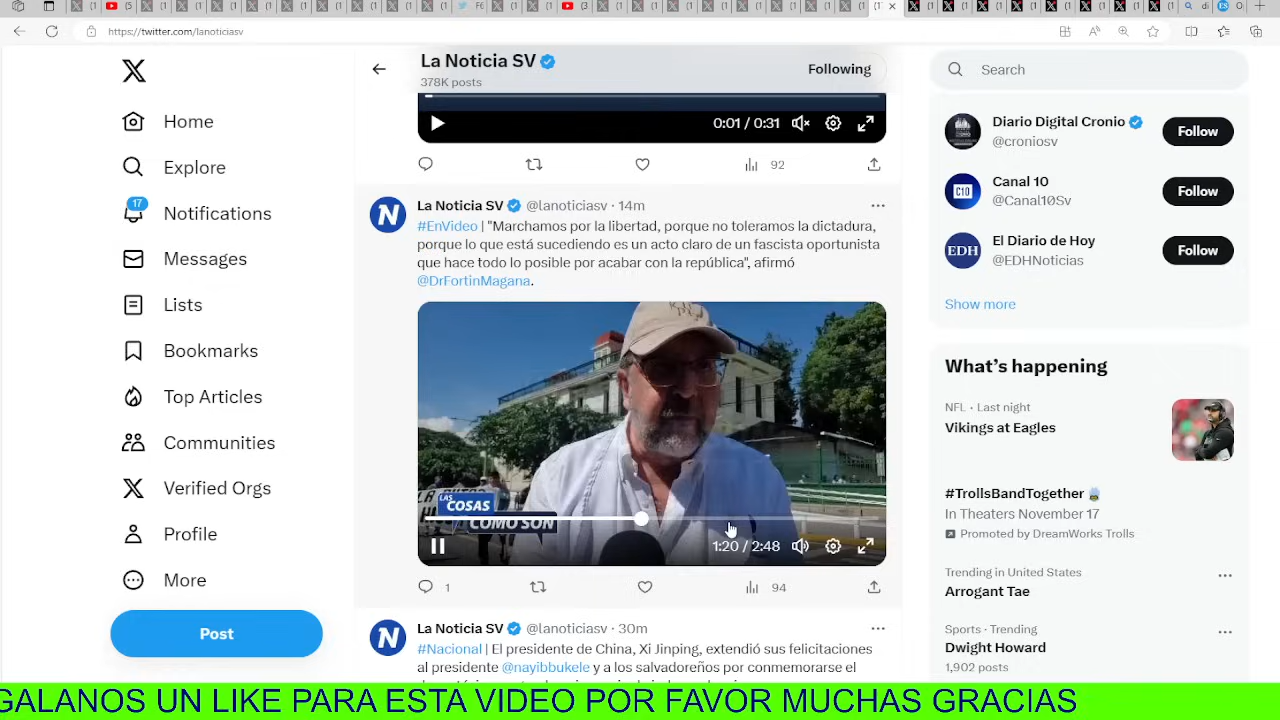 https://twitter.com/lanoticiasv
La Noticia SV
378K posts
Following
Search
Home
Explore
17
Notifications
Messages
Lists
Bookmarks
Top Articles
Communities
Verified Orgs
Profile
More
Post
0:01 / 0:31
92
La Noticia SV @lanoticiasv · 14m
#EnVideo | "Marchamos por la libertad, porque no toleramos la dictadura,
porque lo que está sucediendo es un acto claro de un fascista oportunista
que hace todo lo posible por acabar con la república", afirmó
@DrFortinMagana.
LAS
COSAS
COMO SON
1:20 / 2:48
1
94
La Noticia SV @lanoticiasv · 30m
#Nacional | El presidente de China, Xi Jinping, extendió sus felicitaciones
al presidente @nayibbukele y a los salvadoreños por conmemorarse el
Diario Digital Cronio
@croniosv
Follow
C10
Canal 10
@Canal10Sv
Follow
EDH
El Diario de Hoy
@EDHNoticias
Follow
Show more
What's happening
NFL · Last night
Vikings at Eagles
#TrollsBandTogether
In Theaters November 17
Promoted by DreamWorks Trolls
Trending in United States
Arrogant Tae
Sports · Trending
Dwight Howard
1,902 posts
GALANOS UN LIKE PARA ESTA VIDEO POR FAVOR MUCHAS GRACIAS